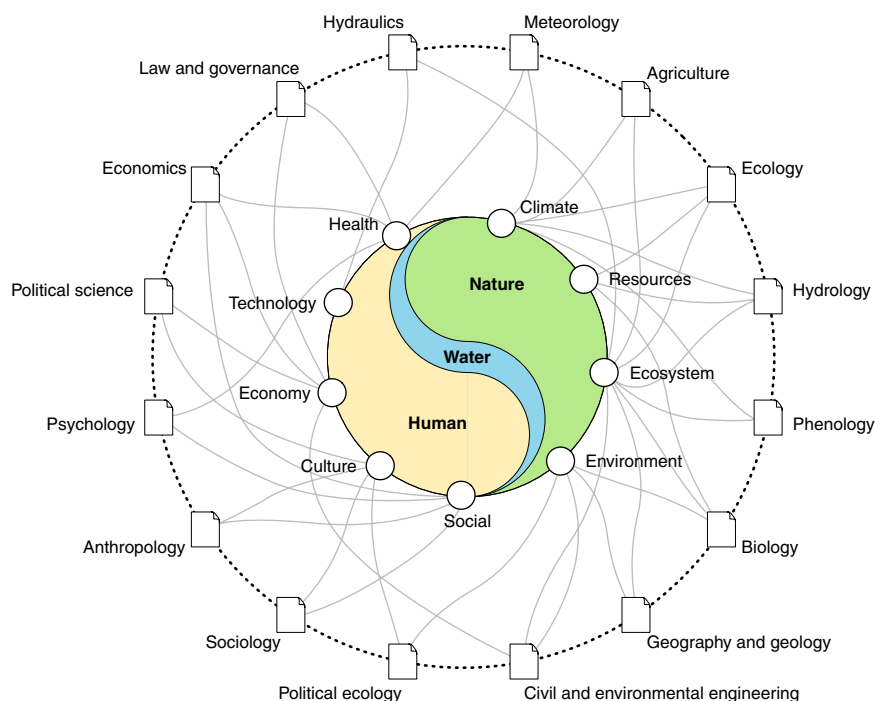 Hydraulics
Meteorology
Law and governance
Agriculture
Economics
Ecology
Health
Climate
Political science
Technology
Nature
Resources
Hydrology
Water
Economy
Ecosystem
Psychology
Human
Phenology
Culture
Environment
Social
Anthropology
Biology
Sociology
Geography and geology
Political ecology
Civil and environmental engineering